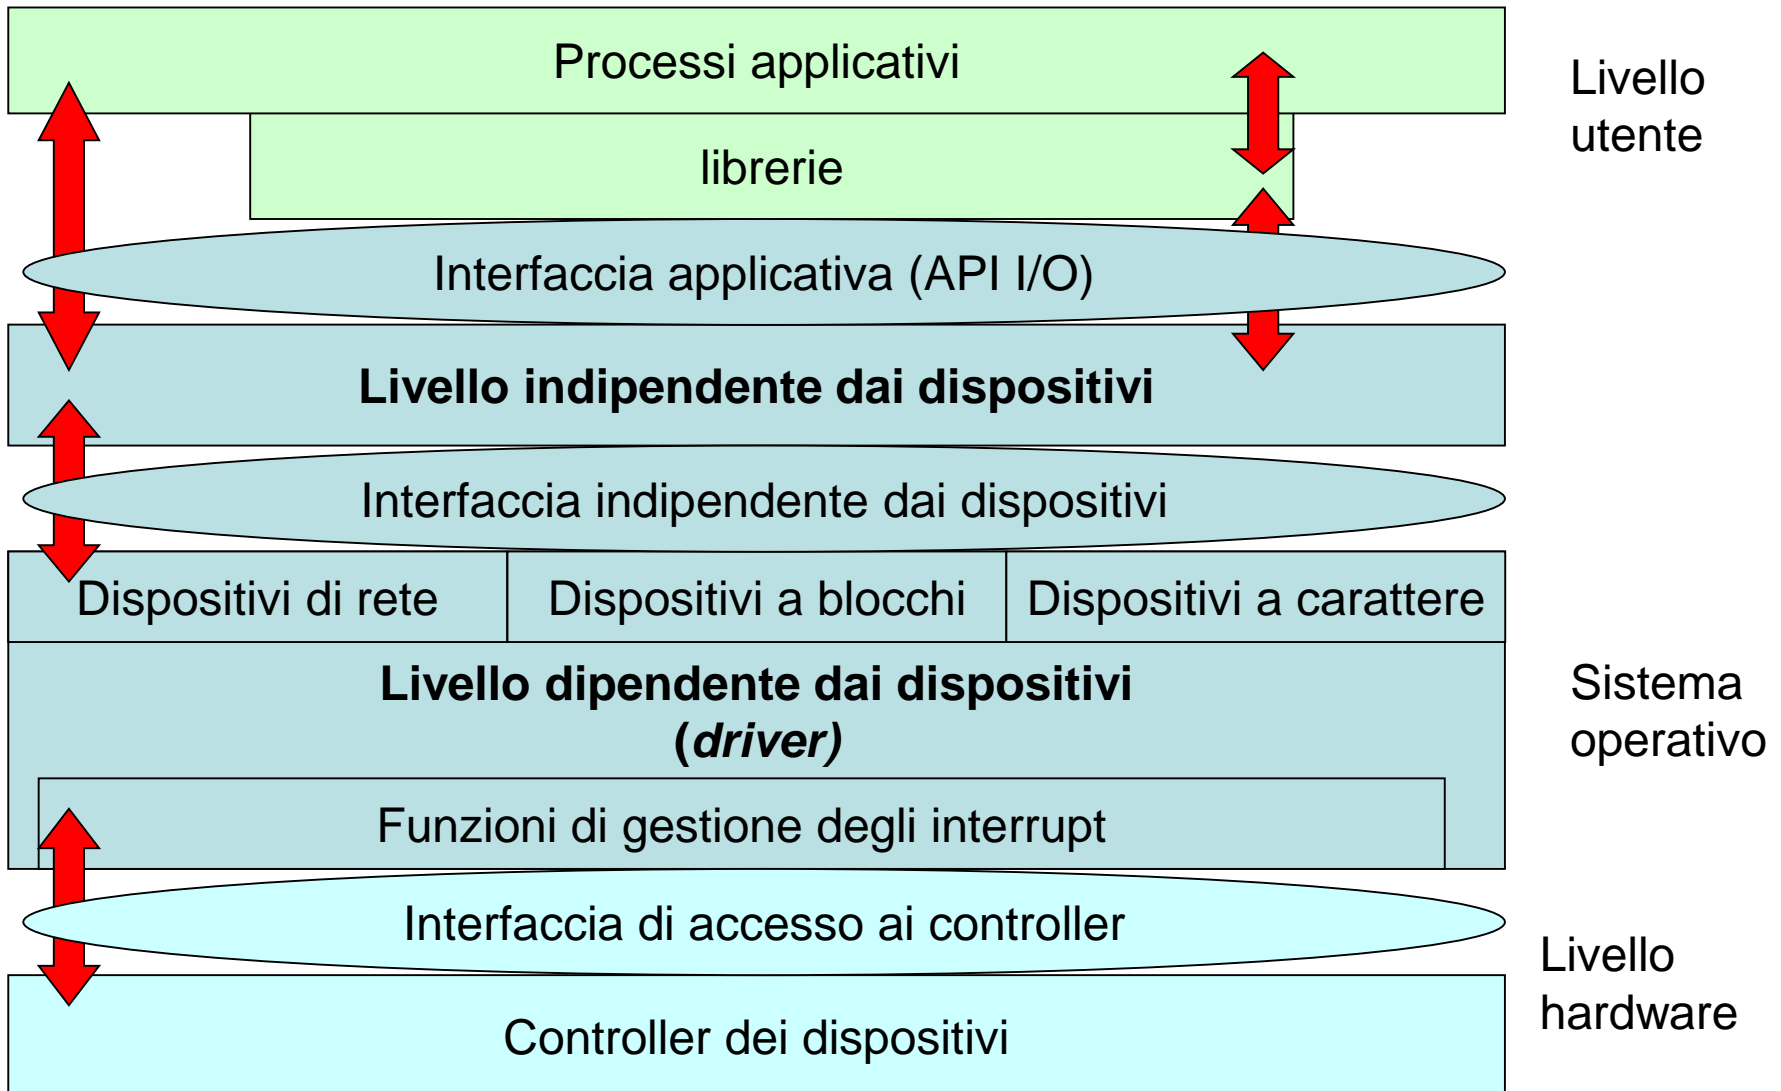 Processi applicativi
Livello
utente
librerie
Interfaccia applicativa (API I/O)
Livello indipendente dai dispositivi
Interfaccia indipendente dai dispositivi
Dispositivi di rete
Dispositivi a blocchi
Dispositivi a carattere
Livello dipendente dai dispositivi
(driver)
Sistema
operativo
Funzioni di gestione degli interrupt
Interfaccia di accesso ai controller
Livello
hardware
Controller dei dispositivi